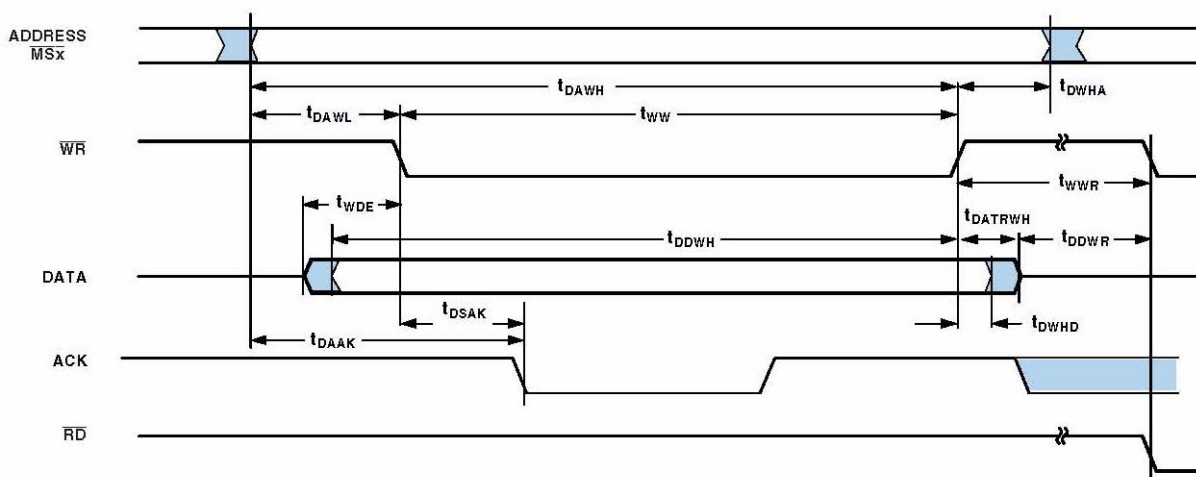 ADDRESS
MSx
tDAWH
tDWHA
tDAWL
tWW
WR
tWWR
tWDE
tDATRWH
tDDWH
tDDWR
DATA
tDSAK
tDWHD
tDAAK
ACK
RD